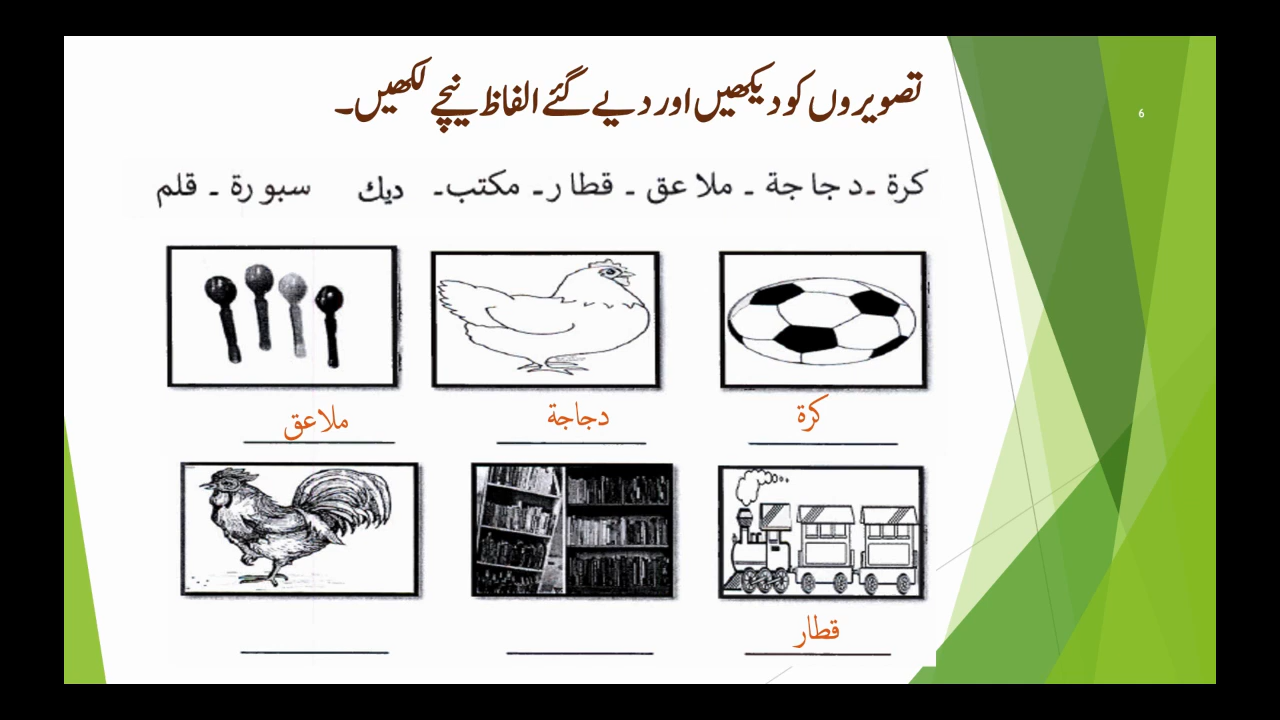 تصویروں کو دیکھیں اور دیے گئے الفاظ نیچے لکھیں۔
6
كرة ـ دجاجة ـ ملاعق ـ قطار ـ مكتب ـ ديك سبورة ـ قلم
كرة دجاجة ملاعق
قطار